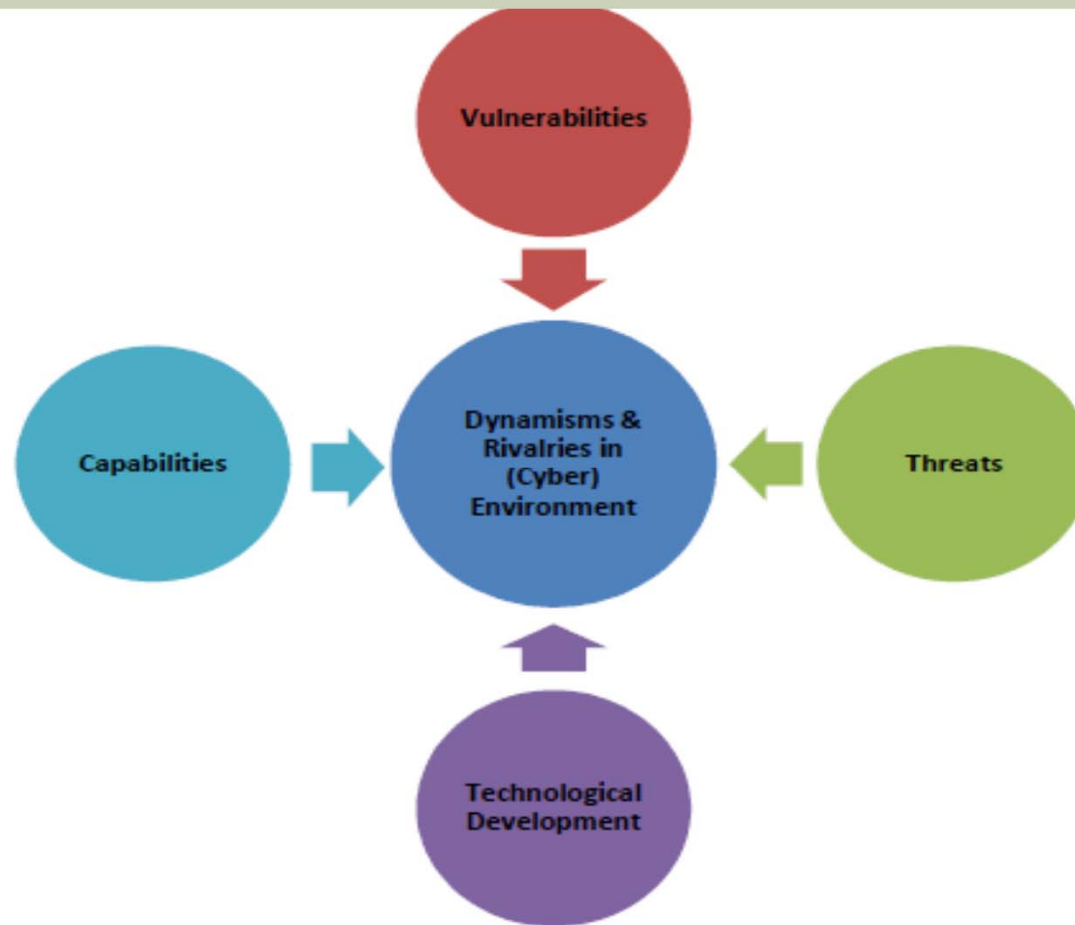 Vulnerabilities
Capabilities
Dynamisms &
Rivalries in
(Cyber)
Environment
Threats
Technological
Development